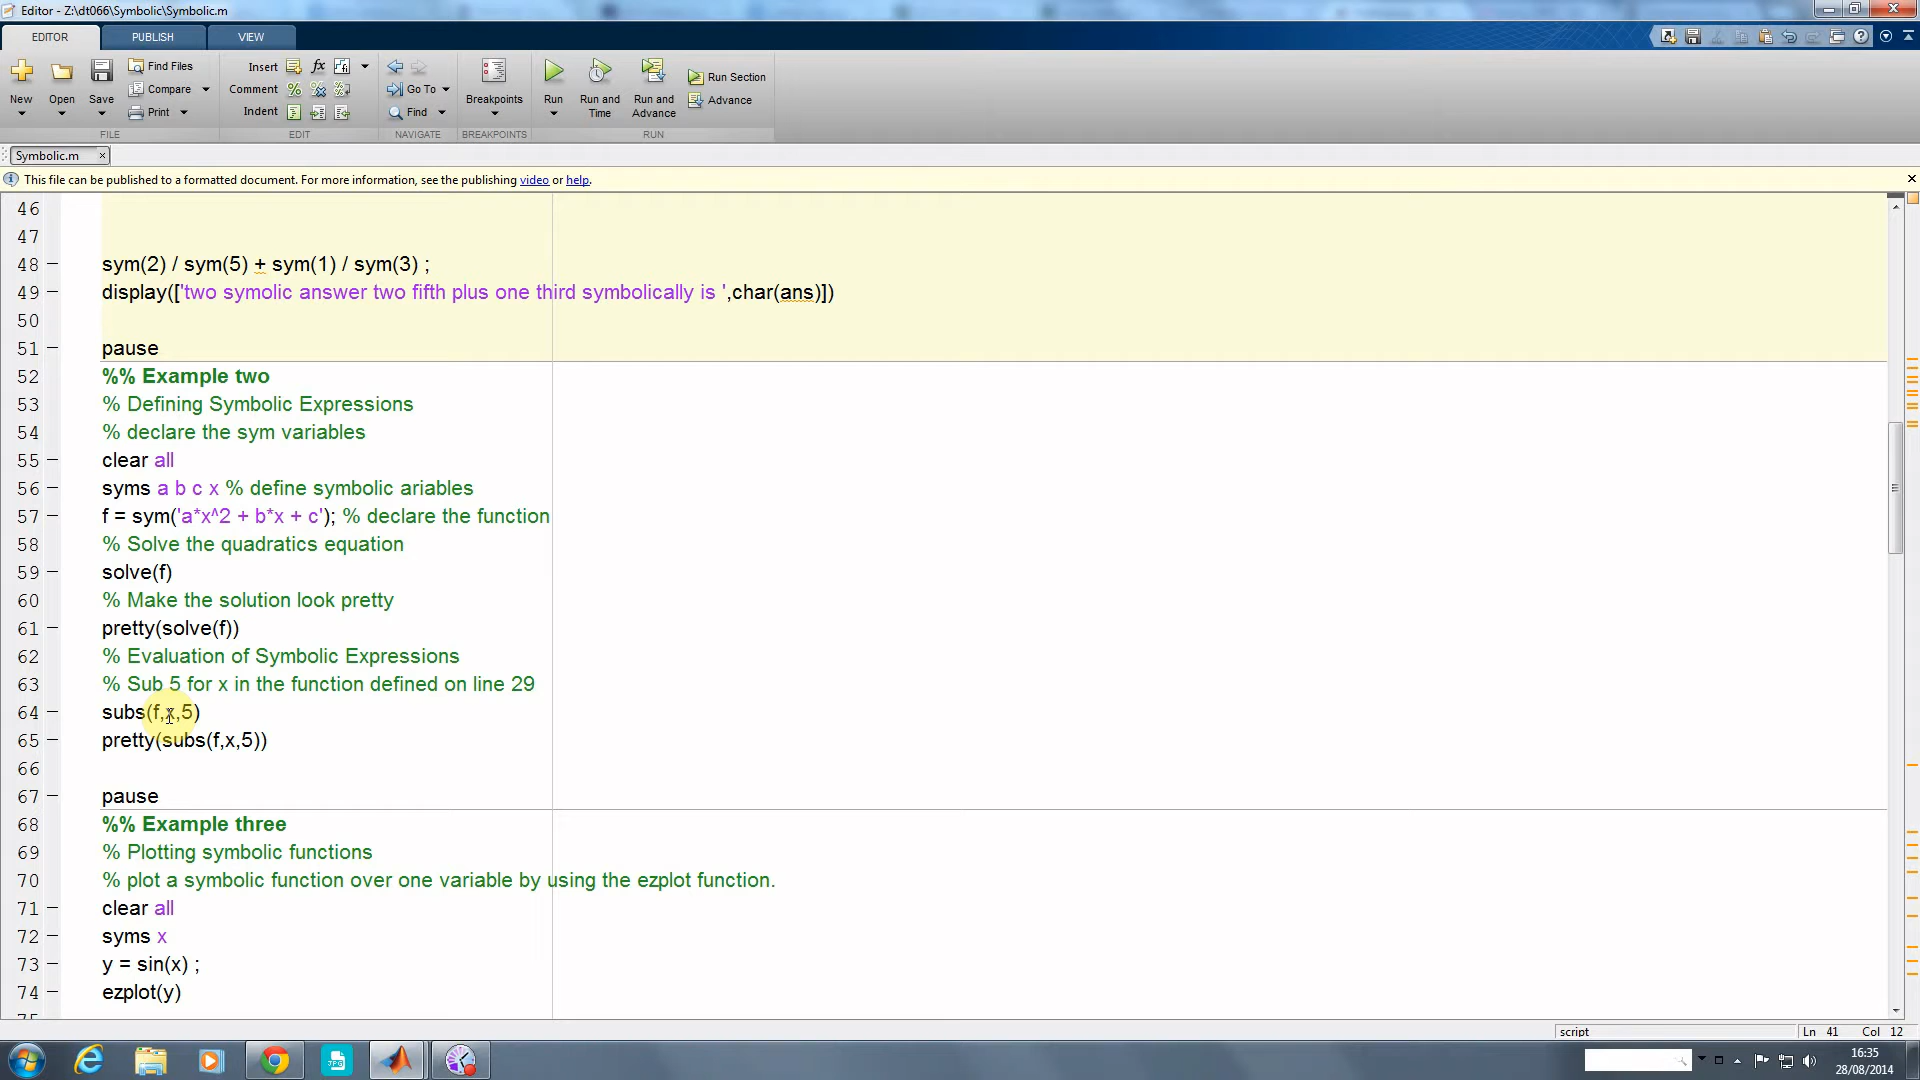 Editor - Z:\dt066\Symbolic\Symbolic.m
EDITOR PUBLISH VIEW
New Open Save Find Files Compare Print
FILE
Insert Comment Indent
EDIT
Go To Find
NAVIGATE
Breakpoints
BREAKPOINTS
Run Run and Time Run and Advance Run Section Advance
RUN
Symbolic.m
This file can be published to a formatted document. For more information, see the publishing video or help.
46
47
48 sym(2) / sym(5) + sym(1) / sym(3) ;
49 display(['two symolic answer two fifth plus one third symbolically is ',char(ans)])
50
51 pause
52 %% Example two
53 % Defining Symbolic Expressions
54 % declare the sym variables
55 clear all
56 syms a b c x % define symbolic ariables
57 f = sym('a*x^2 + b*x + c'); % declare the function
58 % Solve the quadratics equation
59 solve(f)
60 % Make the solution look pretty
61 pretty(solve(f))
62 % Evaluation of Symbolic Expressions
63 % Sub 5 for x in the function defined on line 29
64 subs(f,x,5)
65 pretty(subs(f,x,5))
66
67 pause
68 %% Example three
69 % Plotting symbolic functions
70 % plot a symbolic function over one variable by using the ezplot function.
71 clear all
72 syms x
73 y = sin(x) ;
74 ezplot(y)
script Ln 41 Col 12
JPG
16:35
28/08/2014